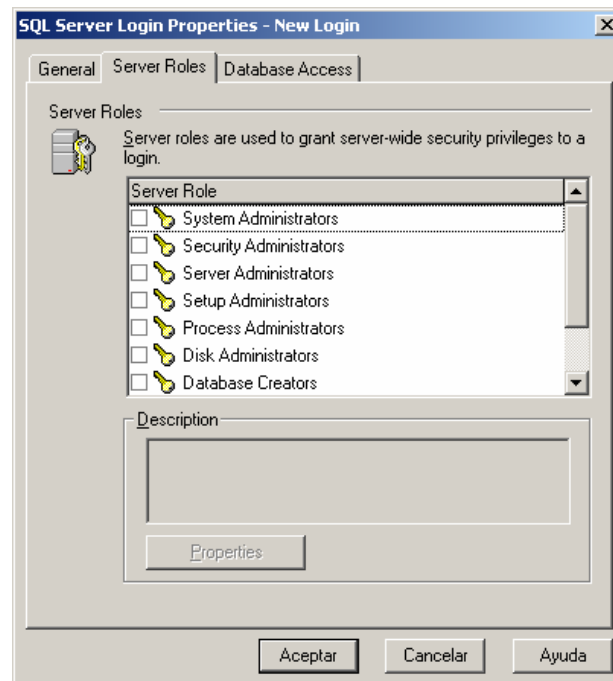 SQL Server Login Properties - New Login
General Server Roles Database Access
Server Roles
Server roles are used to grant server-wide security privileges to a
login.
Server Role
System Administrators
Security Administrators
Server Administrators
Setup Administrators
Process Administrators
Disk Administrators
Database Creators
Description
Properties
Aceptar Cancelar Ayuda